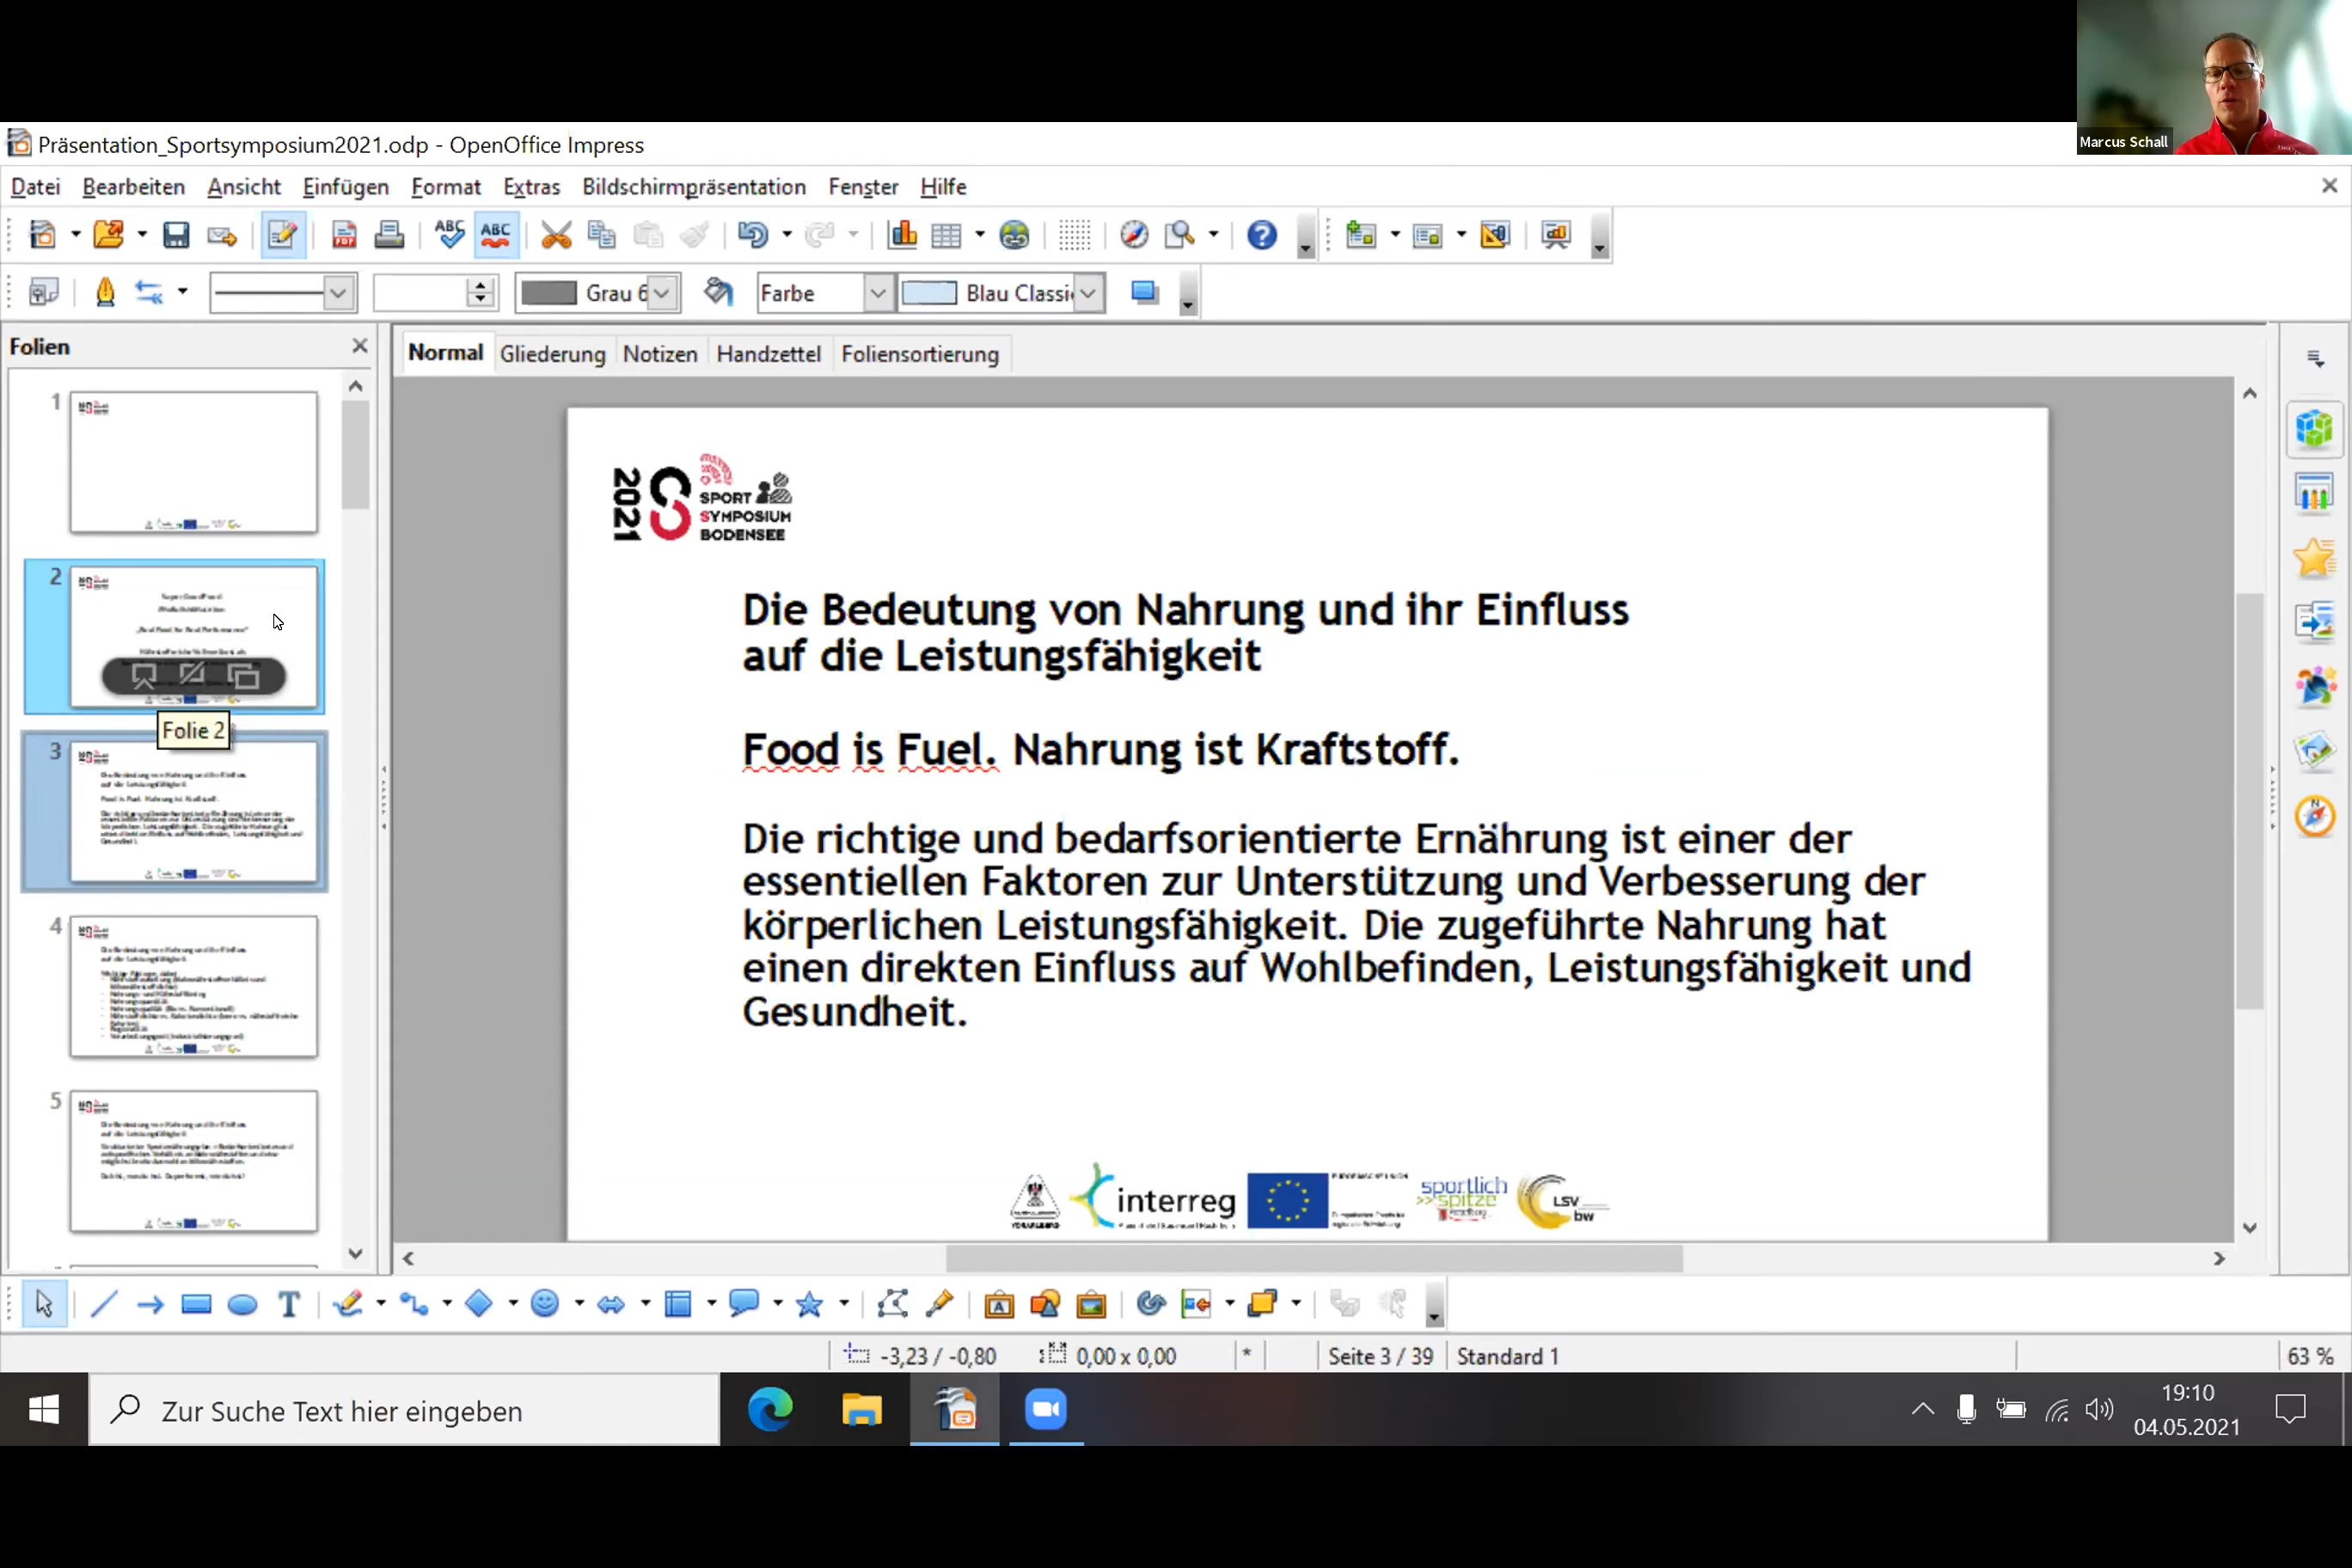 Marcus Schall
Präsentation_Sportsymposium2021.odp - OpenOffice Impress
Datei Bearbeiten Ansicht Einfügen Format Extras Bildschirmpräsentation Fenster Hilfe
Grau 6 Farbe Blau Classi
Folien
Normal Gliederung Notizen Handzettel Foliensortierung
1
2
Folie 2
3
4
5
2021
SPORT
SYMPOSIUM
BODENSEE
Die Bedeutung von Nahrung und ihr Einfluss
auf die Leistungsfähigkeit
Food is Fuel. Nahrung ist Kraftstoff.
Die richtige und bedarfsorientierte Ernährung ist einer der
essentiellen Faktoren zur Unterstützung und Verbesserung der
körperlichen Leistungsfähigkeit. Die zugeführte Nahrung hat
einen direkten Einfluss auf Wohlbefinden, Leistungsfähigkeit und
Gesundheit.
interreg
sportlich
>>spitze
LSV
bw
-3,23 / -0,80 0,00 x 0,00 * Seite 3 / 39 Standard 1 63 %
Zur Suche Text hier eingeben
19:10
04.05.2021